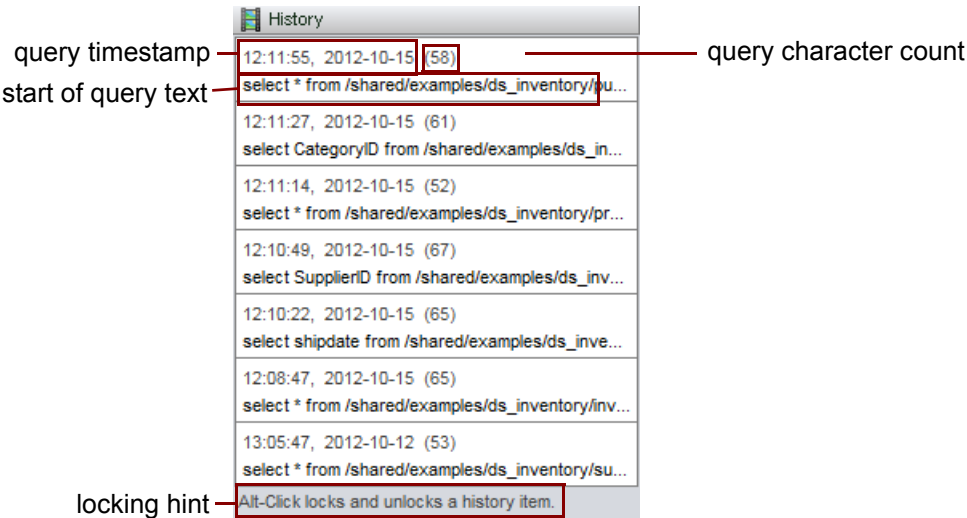 History
query timestamp
12:11:55, 2012-10-15 (58)
query character count
start of query text
select * from /shared/examples/ds_inventory/pu...
12:11:27, 2012-10-15 (61)
select CategoryID from /shared/examples/ds_in...
12:11:14, 2012-10-15 (52)
select * from /shared/examples/ds_inventory/pr...
12:10:49, 2012-10-15 (67)
select SupplierID from /shared/examples/ds_inv...
12:10:22, 2012-10-15 (65)
select shipdate from /shared/examples/ds_inve...
12:08:47, 2012-10-15 (65)
select * from /shared/examples/ds_inventory/inv...
13:05:47, 2012-10-12 (53)
select * from /shared/examples/ds_inventory/su...
locking hint
Alt-Click locks and unlocks a history item.